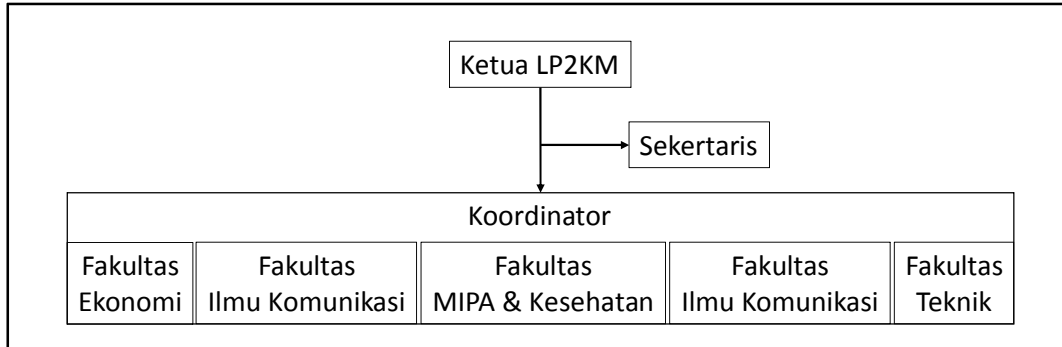 Ketua LP2KM
Sekertaris
Koordinator
Fakultas
Ekonomi
Fakultas
Ilmu Komunikasi
Fakultas
MIPA & Kesehatan
Fakultas
Ilmu Komunikasi
Fakultas
Teknik